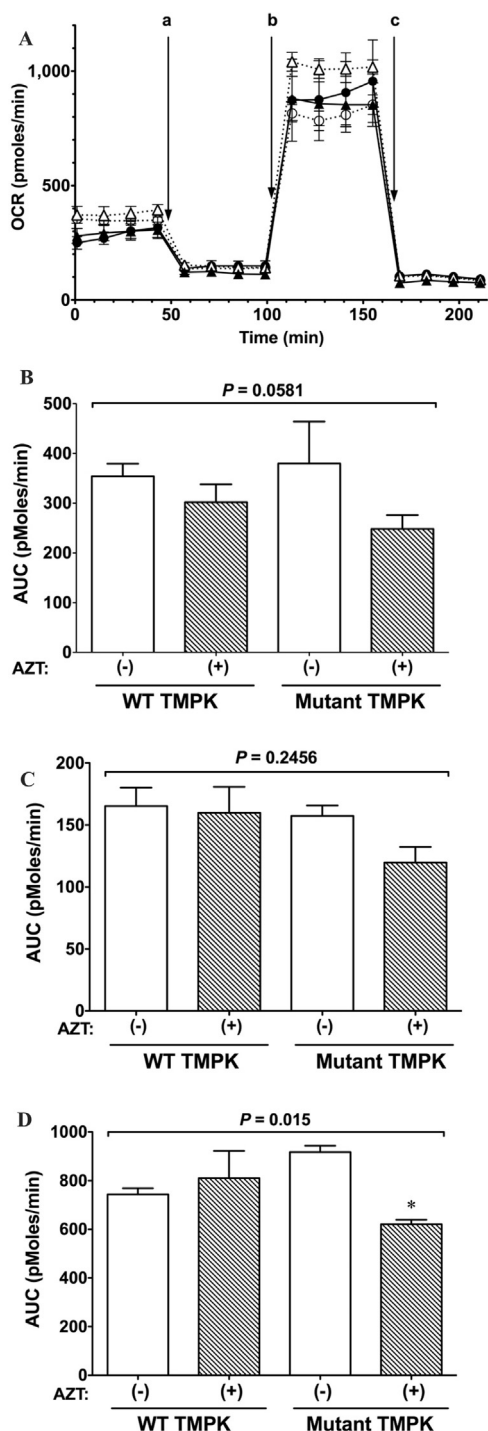 A
a b c
OCR (pmoles/min)
1,000
500
0
0 50 100 150 200
Time (min)
B
P = 0.0581
AUC (pMoles/min)
500
400
300
200
100
0
AZT: (-) (+) (-) (+)
WT TMPK Mutant TMPK
C
P = 0.2456
AUC (pMoles/min)
200
150
100
50
0
AZT: (-) (+) (-) (+)
WT TMPK Mutant TMPK
D
P = 0.015
AUC (pMoles/min)
1000
800
600
400
200
0
*
AZT: (-) (+) (-) (+)
WT TMPK Mutant TMPK